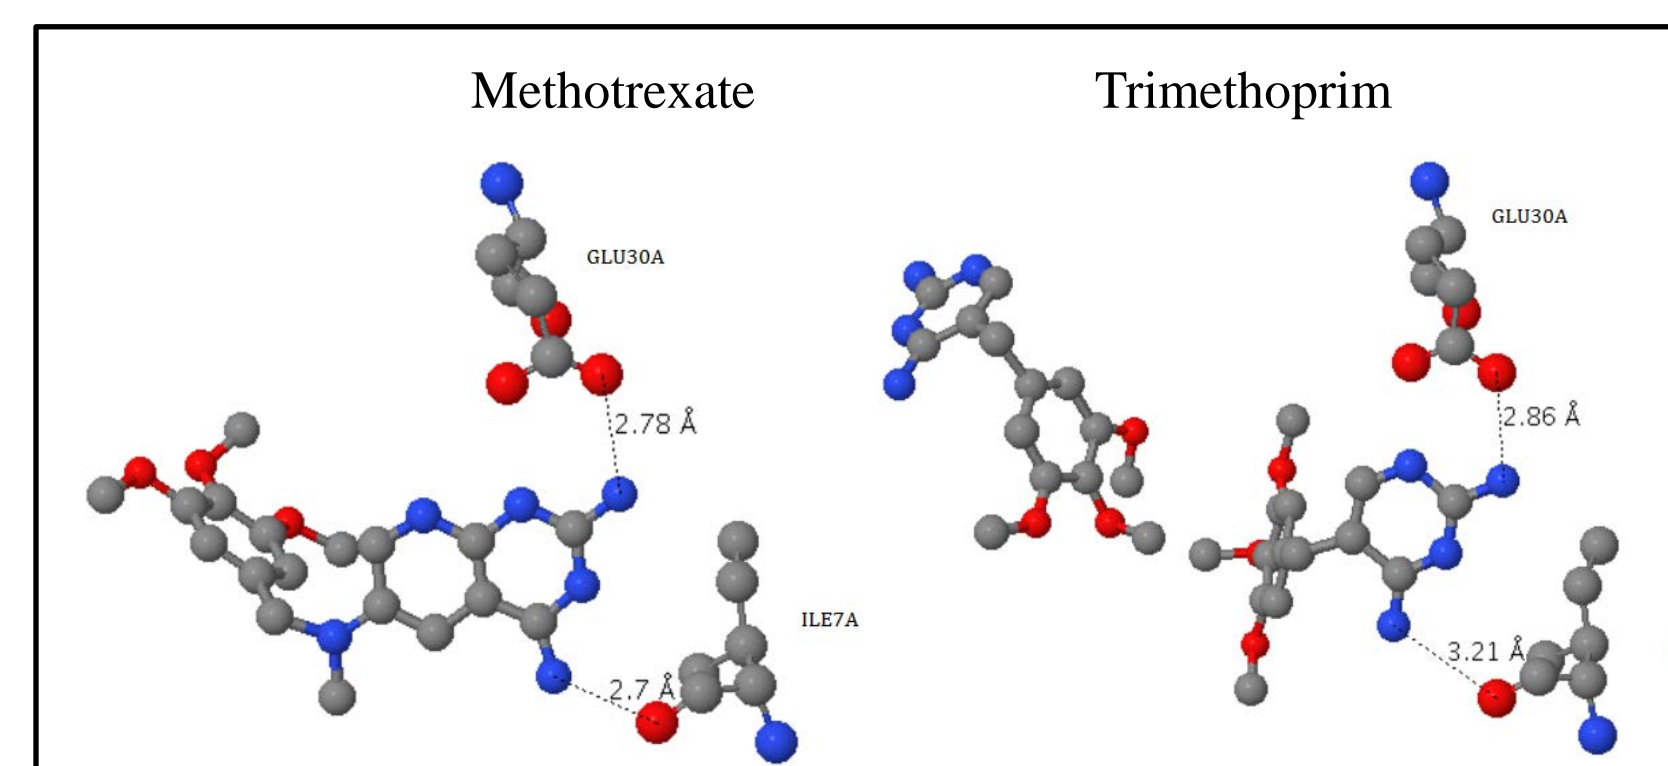 Methotrexate
Trimethoprim
GLU30A
2.78 Å
ILE7A
2.7 Å
GLU30A
2.86 Å
3.21 Å